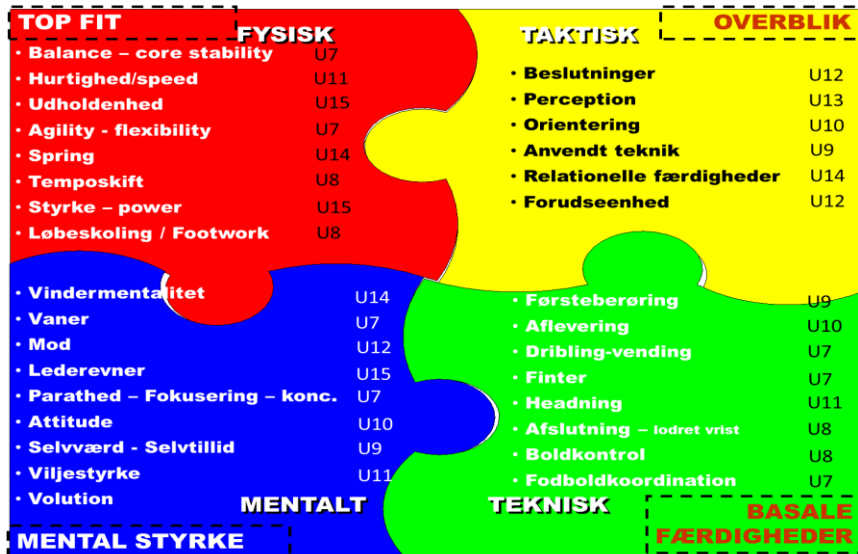 TOP FIT
FYSISK
• Balance – core stability U7
• Hurtighed/speed U11
• Udholdenhed U15
• Agility - flexibility U7
• Spring U14
• Temposkift U8
• Styrke – power U15
• Løbeskoling / Footwork U8
OVERBLIK
TAKTISK
• Beslutninger U12
• Perception U13
• Orientering U10
• Anvendt teknik U9
• Relationelle færdigheder U14
• Forudseenhed U12
• Vindermentalitet U14
• Vaner U7
• Mod U12
• Lederevner U15
• Parathed – Fokusering – konc. U7
• Attitude U10
• Selvværd - Selvtillid U9
• Viljestyrke U11
• Volution
MENTALT
MENTAL STYRKE
• Førsteberøring U9
• Aflevering U10
• Dribling-vending U7
• Finter U7
• Headning U11
• Afslutning – lodret vrist U8
• Boldkontrol U8
• Fodboldkoordination U7
TEKNISK
BASALE
FÆRDIGHEDER